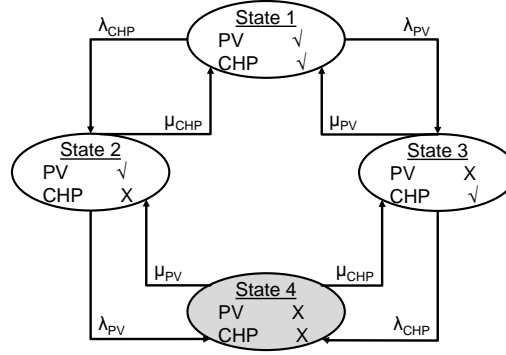 State 1
λCHP
PV √
λPV
CHP √
μCHP
μPV
State 2
PV √
CHP X
State 3
PV X
CHP √
μPV
μCHP
State 4
λPV
PV X
λCHP
CHP X